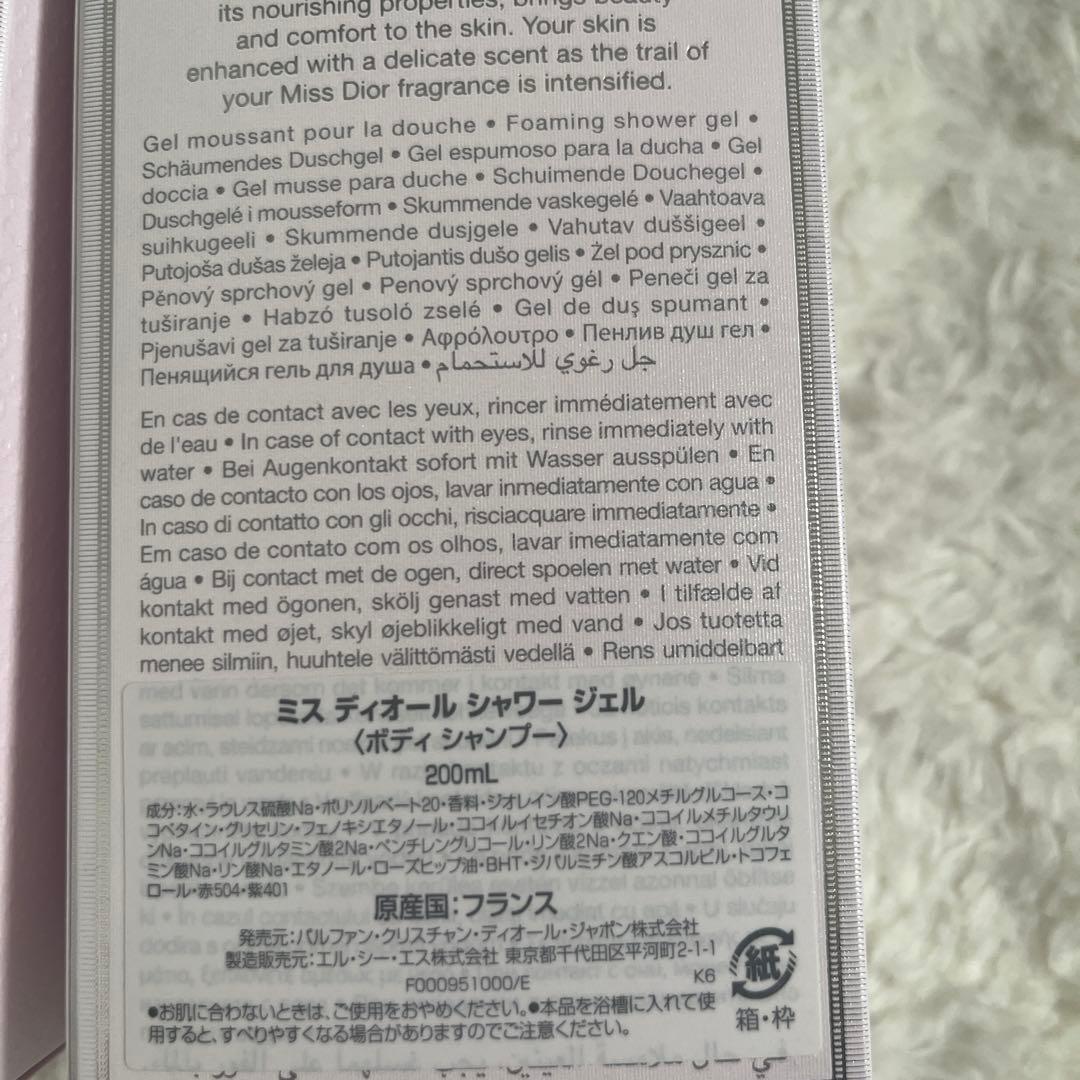 its nourishing properties, brings beauty
and comfort to the skin. Your skin is
enhanced with a delicate scent as the trail of
your Miss Dior fragrance is intensified.
Gel moussant pour la douche • Foaming shower gel •
Schäumendes Duschgel • Gel espumoso para la ducha • Gel
doccia • Gel musse para duche • Schuimende Douchegel •
Duschgelé i mousseform • Skummende vaskegelé • Vaahtoava
suihkugeeli • Skummende dusjgele • Vahutav duššigeel •
Putojoša dušas želeja • Putojantis dušo gelis • Żel pod prysznic •
Pěnový sprchový gel • Penový sprchový gél • Peneči gel za
tuširanje • Habzó tusoló zselé • Gel de duş spumant •
Pjenušavi gel za tuširanje • Αφρόλουτρο • Пенлив душ гел •
Пенящийся гель для душа • جل رغوي للاستحمام
En cas de contact avec les yeux, rincer immédiatement avec
de l'eau • In case of contact with eyes, rinse immediately with
water • Bei Augenkontakt sofort mit Wasser ausspülen • En
caso de contacto con los ojos, lavar inmediatamente con agua •
In caso di contatto con gli occhi, risciacquare immediatamente •
Em caso de contato com os olhos, lavar imediatamente com
água • Bij contact met de ogen, direct spoelen met water • Vid
kontakt med ögonen, skölj genast med vatten • I tilfælde af
kontakt med øjet, skyl øjeblikkeligt med vand • Jos tuotetta
menee silmiin, huuhtele välittömästi vedellä • Rens umiddelbart
ミス ディオール シャワー ジェル
〈ボディ シャンプー〉
200mL
成分:水・ラウレス硫酸Na・ポリソルベート20・香料・ジオレイン酸PEG-120メチルグルコース・コ
コベタイン・グリセリン・フェノキシエタノール・ココイルイセチオン酸Na・ココイルメチルタウリ
ンNa・ココイルグルタミン酸2Na・ペンチレングリコール・リン酸2Na・クエン酸・ココイルグルタ
ミン酸Na・リン酸Na・エタノール・ローズヒップ油・BHT・ジパルミチン酸アスコルビル・トコフェ
ロール・赤504・紫401
原産国:フランス
発売元:パルファン・クリスチャン・ディオール・ジャポン株式会社
製造販売元:エル・シー・エス株式会社 東京都千代田区平河町2-1-1
F000951000/E K6
紙
箱・枠
●お肌に合わないときは、ご使用をおやめください。●本品を浴槽に入れて使
用すると、すべりやすくなる場合がありますのでご注意ください。